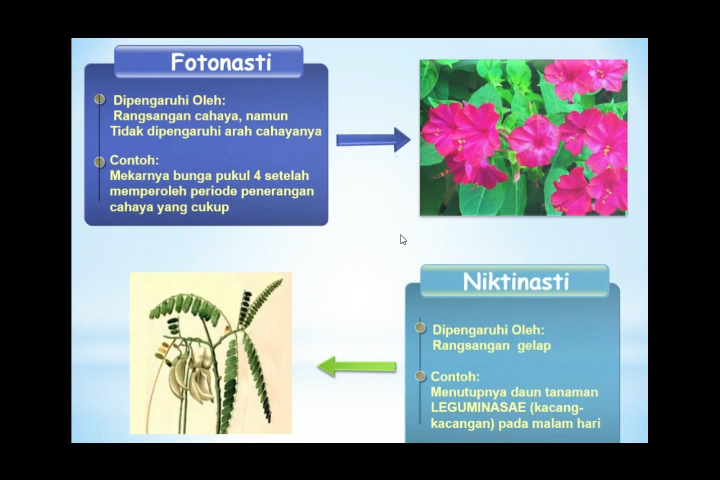 Fotonasti
Dipengaruhi Oleh:
Rangsangan cahaya, namun
Tidak dipengaruhi arah cahayanya
Contoh:
Mekarnya bunga pukul 4 setelah
memperoleh periode penerangan
cahaya yang cukup
Niktinasti
Dipengaruhi Oleh:
Rangsangan gelap
Contoh:
Menutupnya daun tanaman
LEGUMINASAE (kacang-
kacangan) pada malam hari